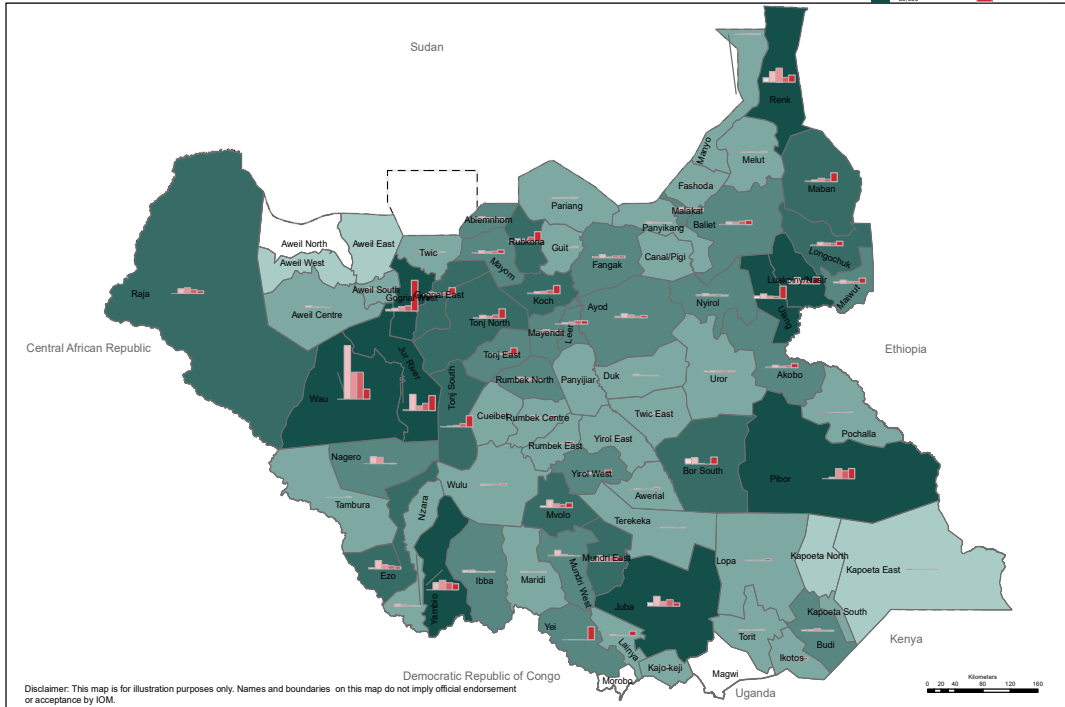 Sudan
Renk
Manyo
Melut
Maban
Fashoda
Pariang
Abiemnhom
Malakal
Panyikang
Baliet
Aweil North
Aweil East
Twic
Rubkona
Guit
Canal/Pigi
Longochuk
Aweil West
Mayom
Fangak
Luakpiny/Nasir
Maiwut
Raja
Aweil South
Gogrial West
Gogrial East
Koch
Nyirol
Ulang
Aweil Centre
Tonj North
Leer
Ayod
Mayendit
Central African Republic
Jur River
Tonj East
Ethiopia
Wau
Tonj South
Rumbek North
Panyijiar
Duk
Uror
Akobo
Cueibet
Rumbek Centre
Twic East
Pochalla
Rumbek East
Yirol East
Nagero
Yirol West
Bor South
Pibor
Wulu
Awerial
Tambura
Nzara
Mvolo
Terekeka
Mundri East
Lopa
Kapoeta North
Kapoeta East
Ezo
Ibba
Maridi
Mundri West
Yambio
Juba
Kapoeta South
Yei
Lainya
Torit
Budi
Kenya
Ikotos
Democratic Republic of Congo
Kajo-keji
Magwi
Morobo
Uganda
Kilometers
0 20 40 80 120 160
Disclaimer: This map is for illustration purposes only. Names and boundaries on this map do not imply official endorsement
or acceptance by IOM.